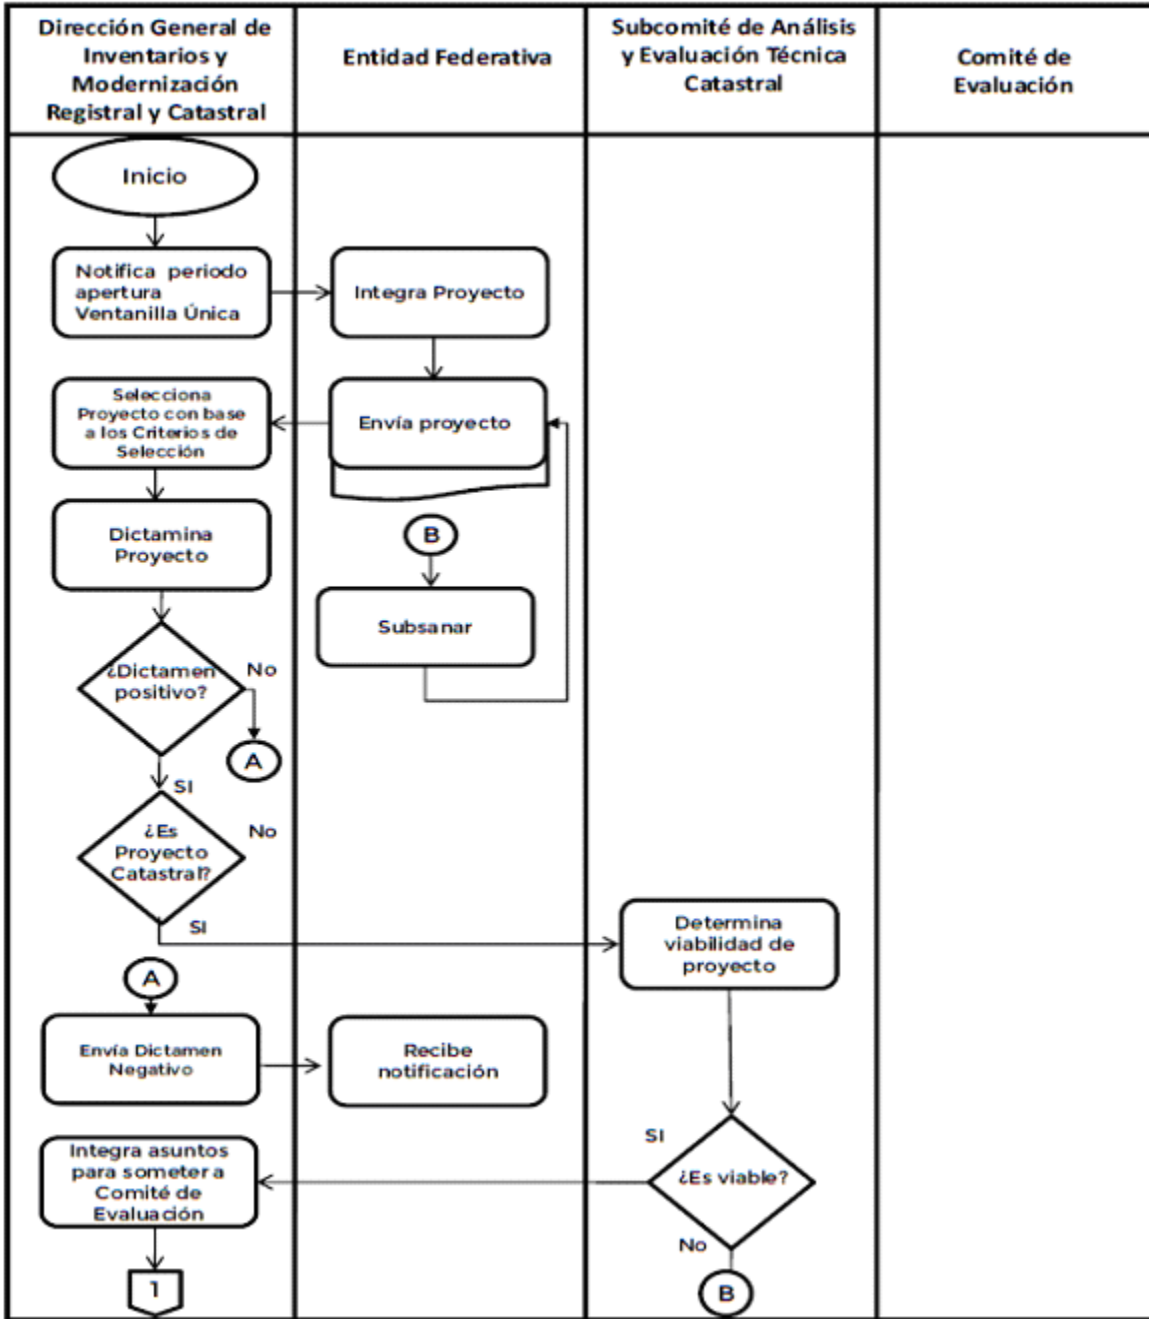 Dirección General de
Inventarios y
Modernización
Registral y Catastral
Entidad Federativa
Subcomité de Análisis
y Evaluación Técnica
Catastral
Comité de
Evaluación
Inicio
Notifica periodo
apertura
Ventanilla Única
Integra Proyecto
Selecciona
Proyecto con base
a los Criterios de
Selección
Envía proyecto
Dictamina
Proyecto
B
Subsanar
¿Dictamen
positivo?
No
A
SI
¿Es
Proyecto
Catastral?
No
SI
Determina
viabilidad de
proyecto
A
Envía Dictamen
Negativo
Recibe
notificación
Integra asuntos
para someter a
Comité de
Evaluación
SI
¿Es viable?
No
1
B